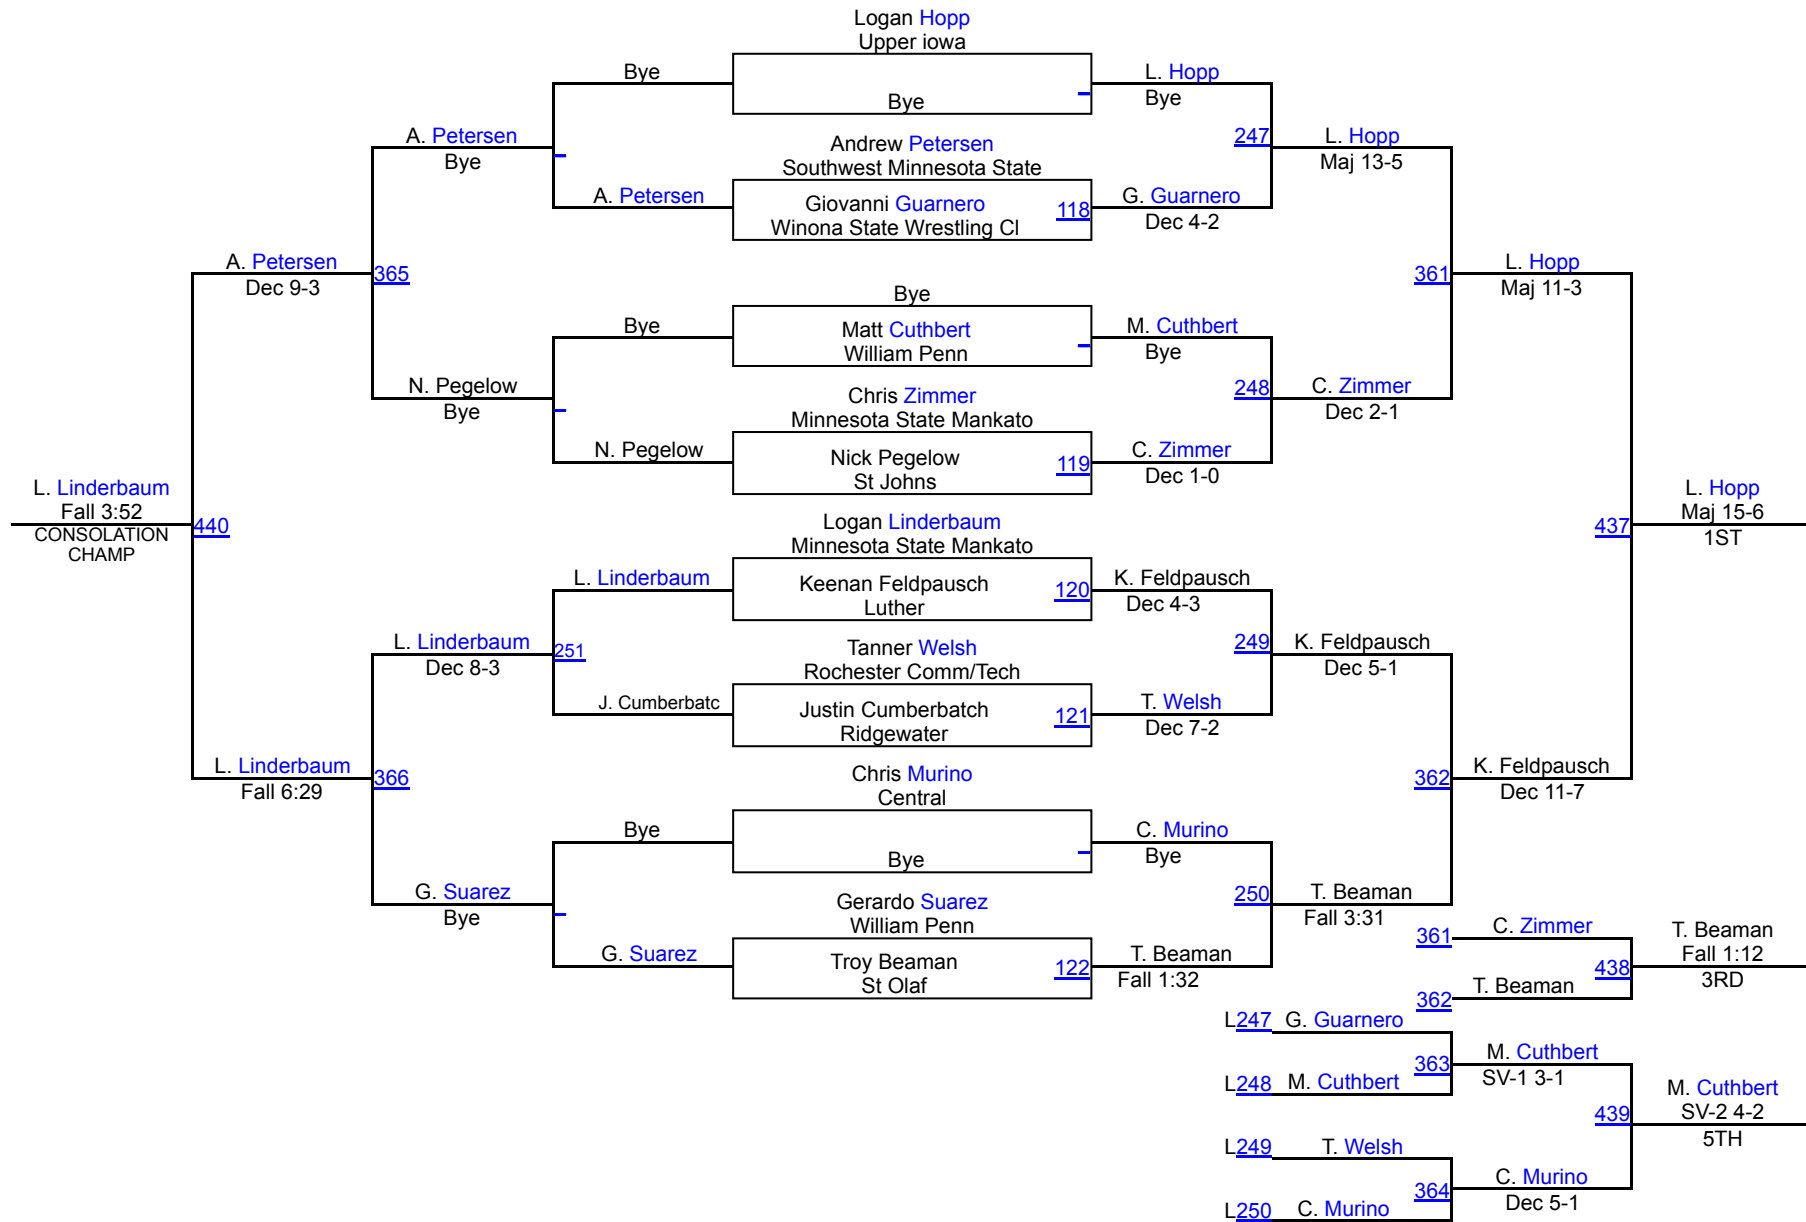 Logan Hopp
Upper iowa
Bye
L. Hopp
Bye
Bye
A. Petersen
Bye
Andrew Petersen
Southwest Minnesota State
247
L. Hopp
Maj 13-5
A. Petersen
Giovanni Guarnero
Winona State Wrestling Cl
118
G. Guarnero
Dec 4-2
A. Petersen
Dec 9-3
365
361
L. Hopp
Maj 11-3
Bye
Bye
Matt Cuthbert
William Penn
M. Cuthbert
Bye
N. Pegelow
Bye
Chris Zimmer
Minnesota State Mankato
248
C. Zimmer
Dec 2-1
N. Pegelow
Nick Pegelow
St Johns
119
C. Zimmer
Dec 1-0
L. Linderbaum
Fall 3:52
CONSOLATION
CHAMP
440
Logan Linderbaum
Minnesota State Mankato
437
L. Hopp
Maj 15-6
1ST
L. Linderbaum
Keenan Feldpausch
Luther
120
K. Feldpausch
Dec 4-3
L. Linderbaum
Dec 8-3
251
Tanner Welsh
Rochester Comm/Tech
249
K. Feldpausch
Dec 5-1
J. Cumberbatc
Justin Cumberbatch
Ridgewater
121
T. Welsh
Dec 7-2
L. Linderbaum
Fall 6:29
366
Chris Murino
Central
362
K. Feldpausch
Dec 11-7
Bye
Bye
C. Murino
Bye
G. Suarez
Bye
Gerardo Suarez
William Penn
250
T. Beaman
Fall 3:31
G. Suarez
Troy Beaman
St Olaf
122
T. Beaman
Fall 1:32
361
C. Zimmer
438
T. Beaman
Fall 1:12
3RD
362
T. Beaman
L247 G. Guarnero
363
M. Cuthbert
SV-1 3-1
L248 M. Cuthbert
439
M. Cuthbert
SV-2 4-2
5TH
L249 T. Welsh
364
C. Murino
Dec 5-1
L250 C. Murino